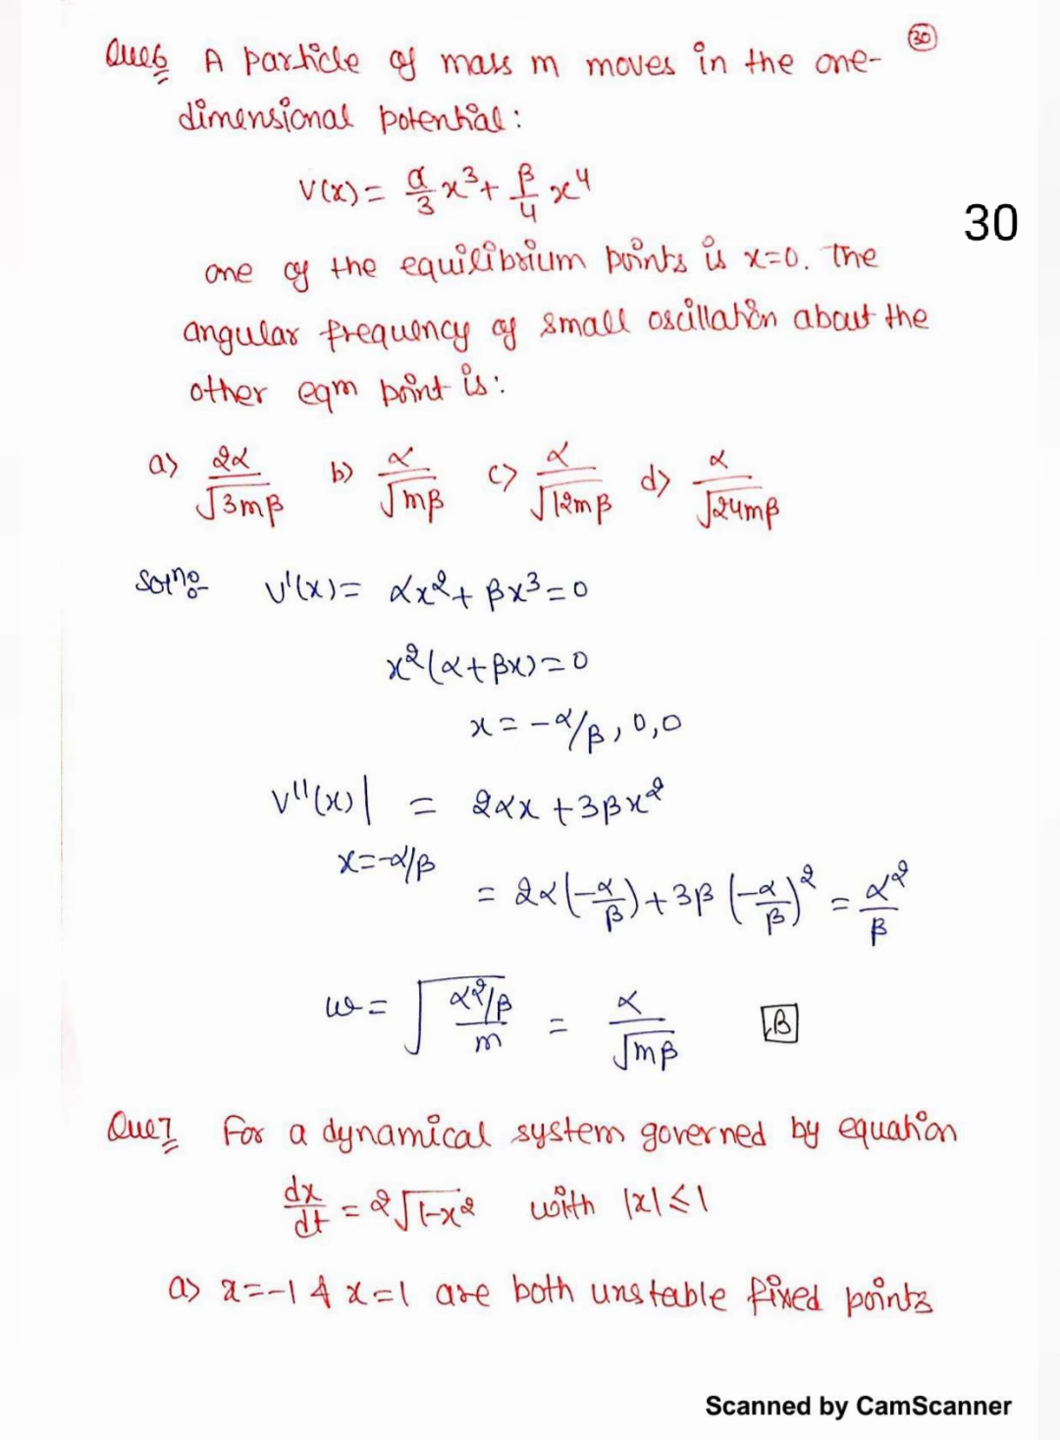 Que6 A particle of mass m moves in the one- 30
dimensional potential:
V(x) = α/3 x³ + β/4 x⁴
30
one of the equilibrium points is x=0. The
angular frequency of small oscillation about the
other eqm point is:
a) 2α/√3mβ b) α/√mβ c) α/√12mβ d) α/√24mβ
Soln:- V'(x) = αx² + βx³ = 0
x²(α+βx) = 0
x = -α/β, 0,0
V''(x)| = 2αx + 3βx²
x=-α/β
= 2α(-α/β) + 3β(-α/β)² = α²/β
ω = √(α²/β / m) = α/√mβ B
Que7 For a dynamical system governed by equation
dx/dt = 2√1-x² with |x| ≤ 1
a) x=-1 & x=1 are both unstable fixed points
Scanned by CamScanner